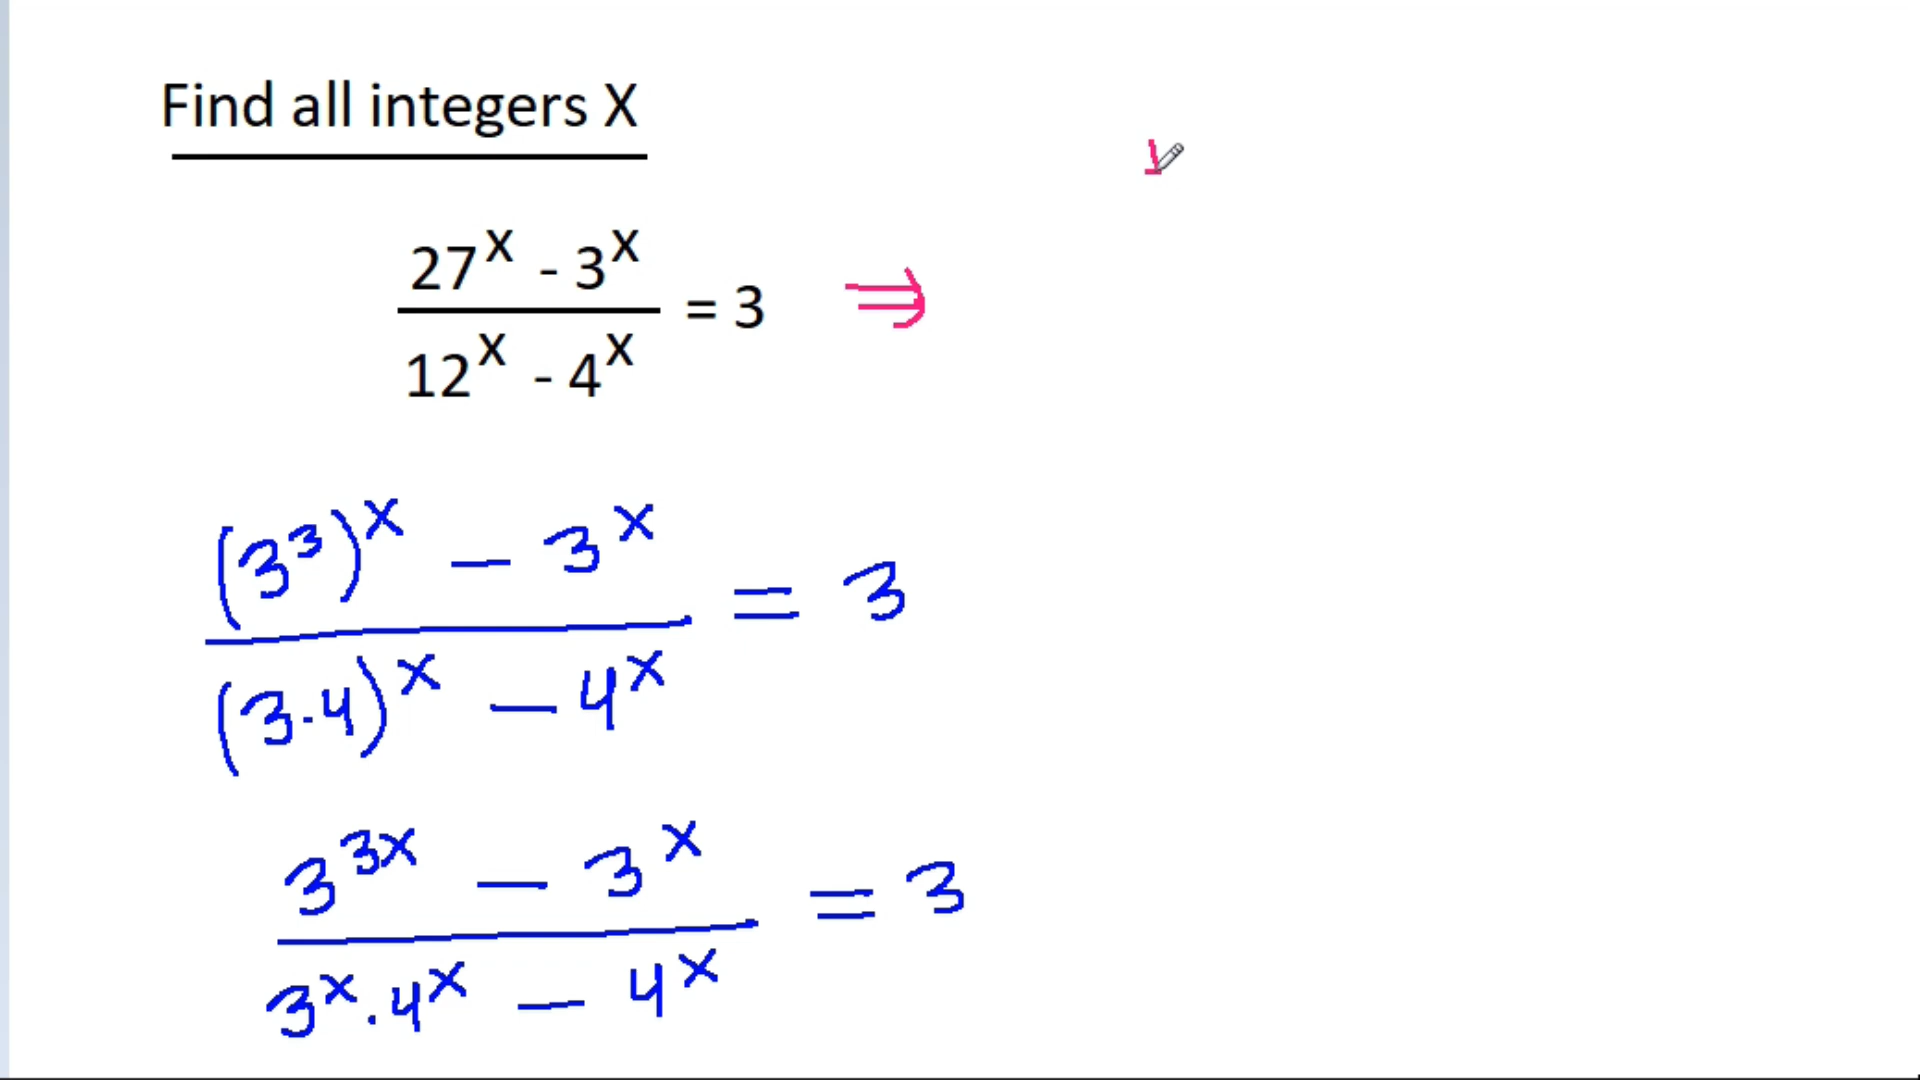 Find all integers X
27^x - 3^x
= 3 ⇒
12^x - 4^x
(3^3)^x - 3^x
= 3
(3·4)^x - 4^x
3^3x - 3^x
= 3
3^x·4^x - 4^x